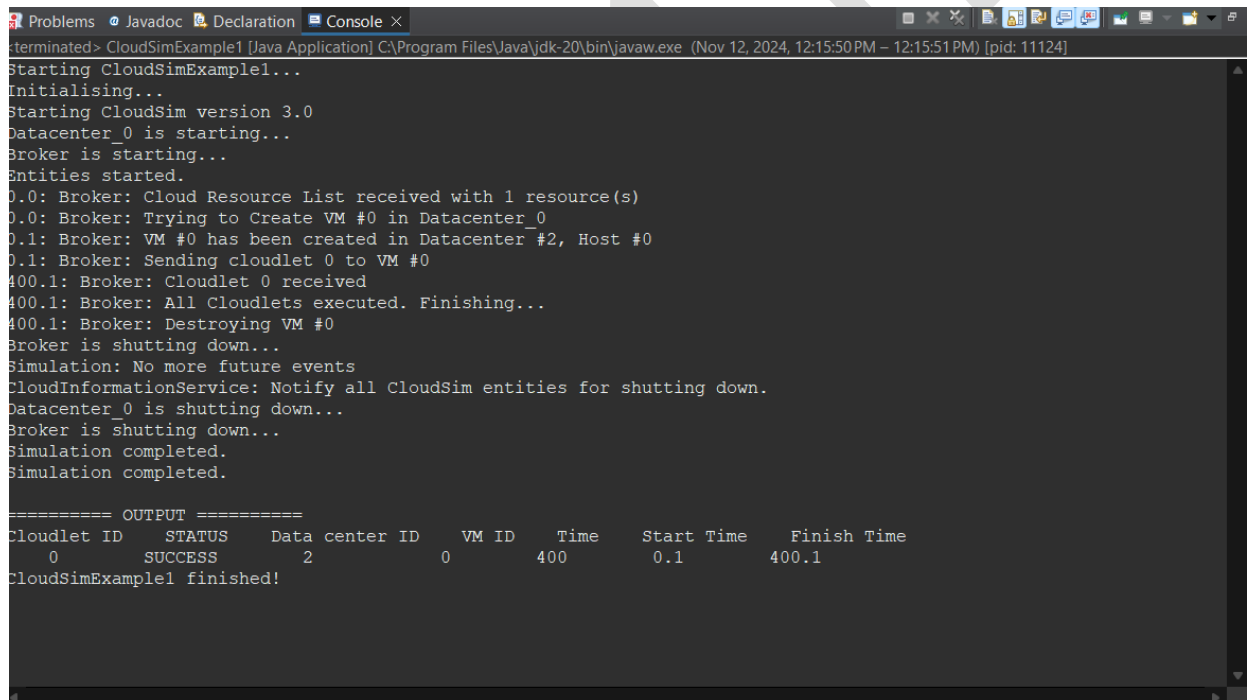 Problems @ Javadoc Declaration Console ×
<terminated> CloudSimExample1 [Java Application] C:\Program Files\Java\jdk-20\bin\javaw.exe (Nov 12, 2024, 12:15:50 PM – 12:15:51 PM) [pid: 11124]
Starting CloudSimExample1...
Initialising...
Starting CloudSim version 3.0
Datacenter_0 is starting...
Broker is starting...
Entities started.
0.0: Broker: Cloud Resource List received with 1 resource(s)
0.0: Broker: Trying to Create VM #0 in Datacenter_0
0.1: Broker: VM #0 has been created in Datacenter #2, Host #0
0.1: Broker: Sending cloudlet 0 to VM #0
400.1: Broker: Cloudlet 0 received
400.1: Broker: All Cloudlets executed. Finishing...
400.1: Broker: Destroying VM #0
Broker is shutting down...
Simulation: No more future events
CloudInformationService: Notify all CloudSim entities for shutting down.
Datacenter_0 is shutting down...
Broker is shutting down...
Simulation completed.
Simulation completed.
========== OUTPUT ==========
Cloudlet ID STATUS Data center ID VM ID Time Start Time Finish Time
0 SUCCESS 2 0 400 0.1 400.1
CloudSimExample1 finished!